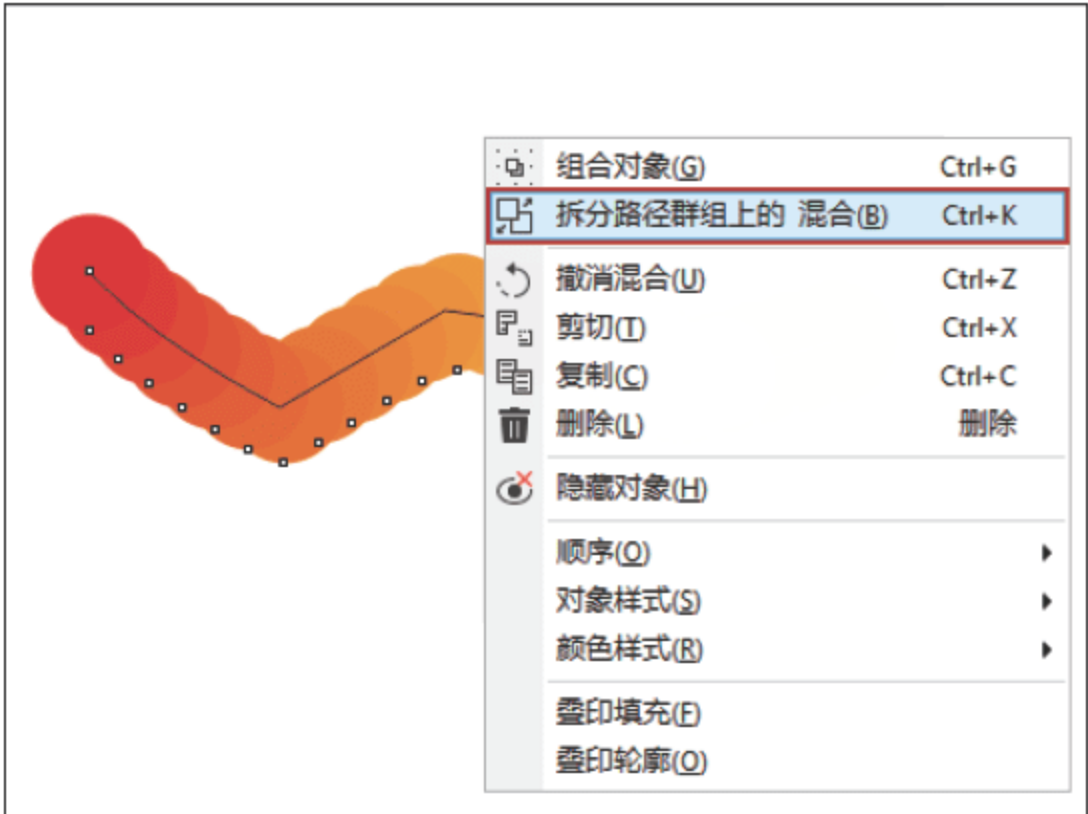 组合对象(G) Ctrl+G
拆分路径群组上的 混合(B) Ctrl+K
撤消混合(U) Ctrl+Z
剪切(T) Ctrl+X
复制(C) Ctrl+C
删除(L) 删除
隐藏对象(H)
顺序(O)
对象样式(S)
颜色样式(R)
叠印填充(F)
叠印轮廓(O)